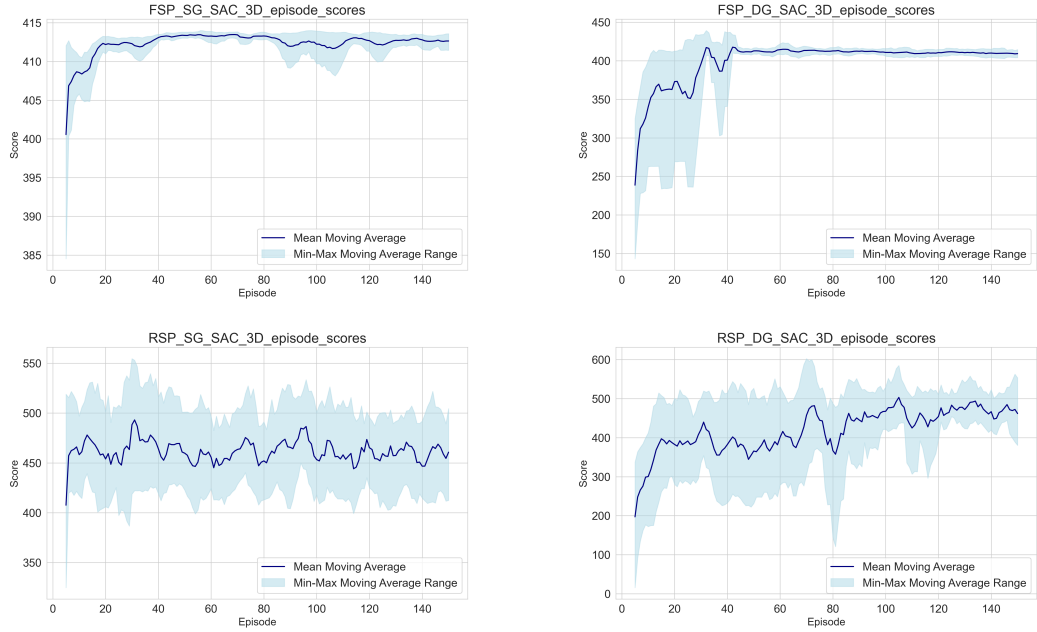 FSP_SG_SAC_3D_episode_scores
415
410
405
400
395
390
385
Score
Mean Moving Average
Min-Max Moving Average Range
0 20 40 60 80 100 120 140
Episode
FSP_DG_SAC_3D_episode_scores
450
400
350
300
250
200
150
Score
Mean Moving Average
Min-Max Moving Average Range
0 20 40 60 80 100 120 140
Episode
RSP_SG_SAC_3D_episode_scores
550
500
450
400
350
Score
Mean Moving Average
Min-Max Moving Average Range
0 20 40 60 80 100 120 140
Episode
RSP_DG_SAC_3D_episode_scores
600
500
400
300
200
100
0
Score
Mean Moving Average
Min-Max Moving Average Range
0 20 40 60 80 100 120 140
Episode